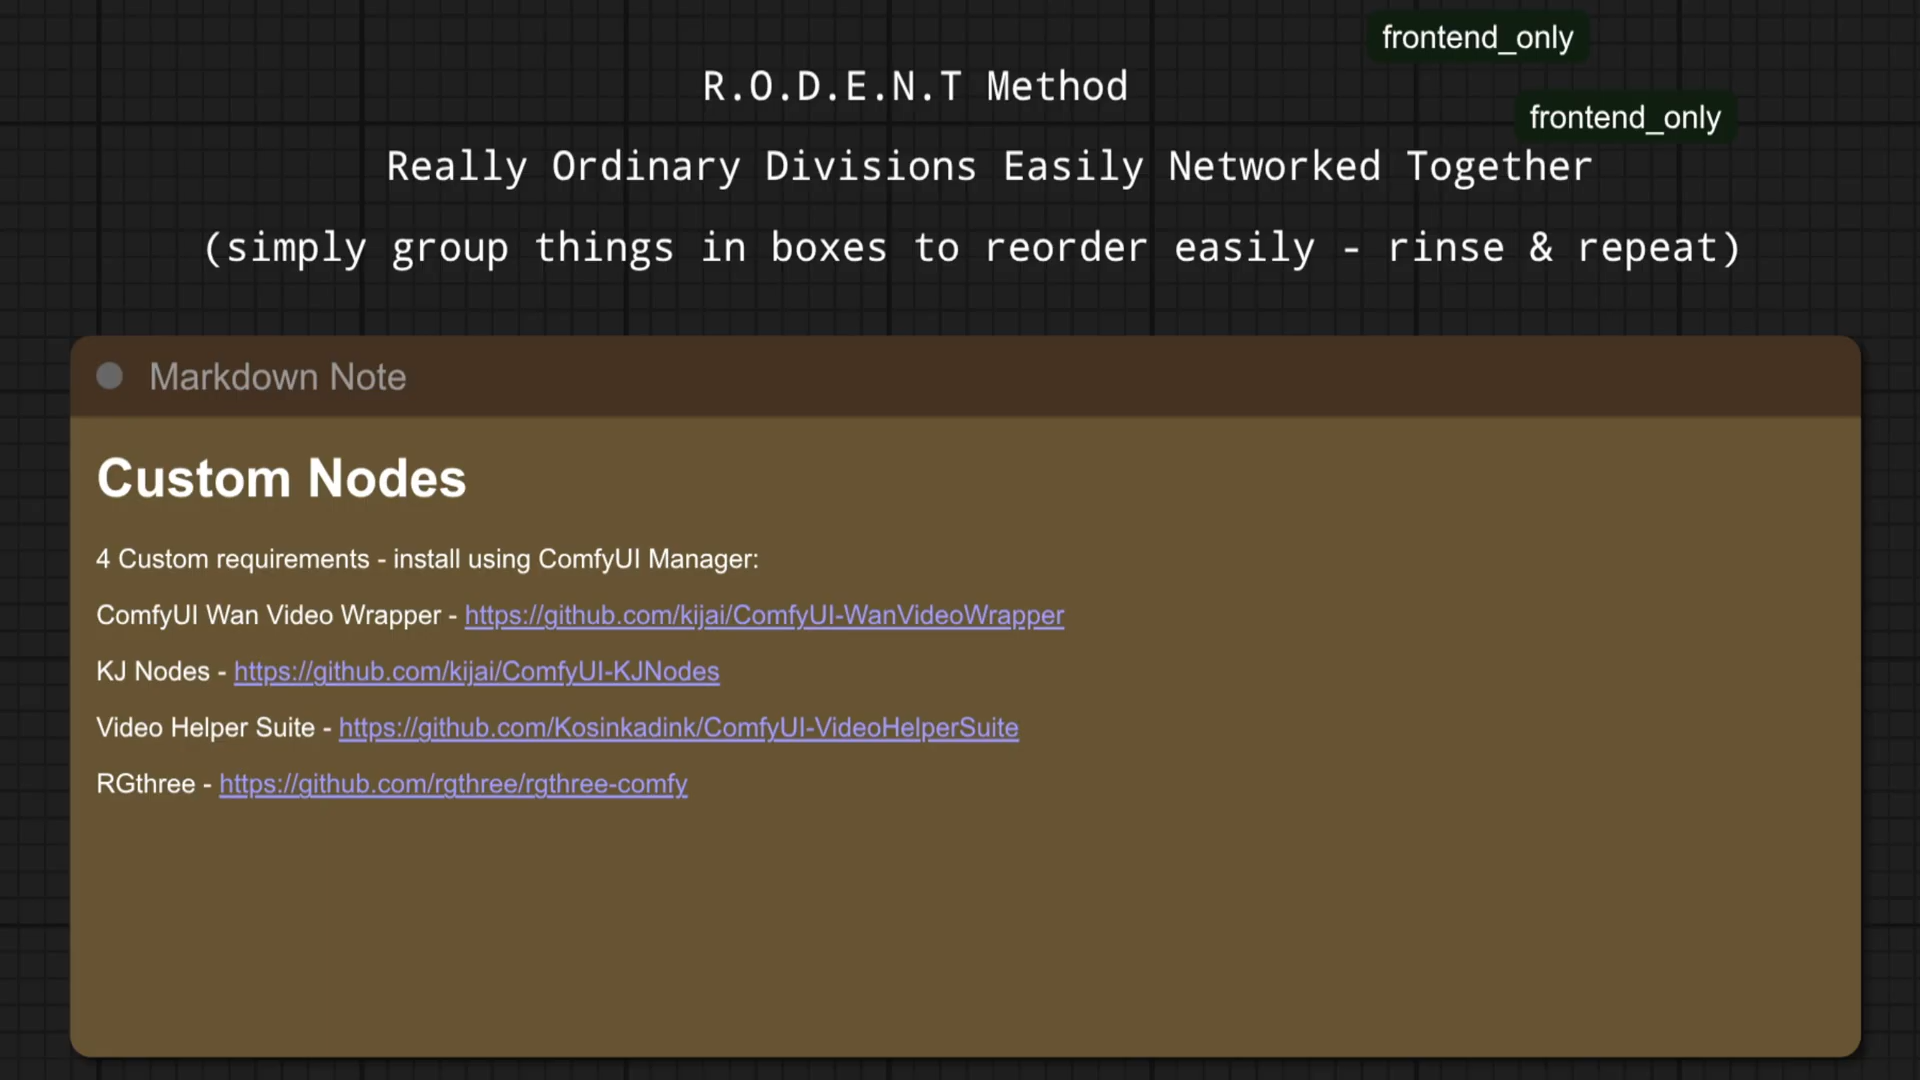 frontend_only
R.O.D.E.N.T Method
frontend_only
Really Ordinary Divisions Easily Networked Together
(simply group things in boxes to reorder easily - rinse & repeat)
Markdown Note
Custom Nodes
4 Custom requirements - install using ComfyUI Manager:
ComfyUI Wan Video Wrapper - https://github.com/kijai/ComfyUI-WanVideoWrapper
KJ Nodes - https://github.com/kijai/ComfyUI-KJNodes
Video Helper Suite - https://github.com/Kosinkadink/ComfyUI-VideoHelperSuite
RGthree - https://github.com/rgthree/rgthree-comfy